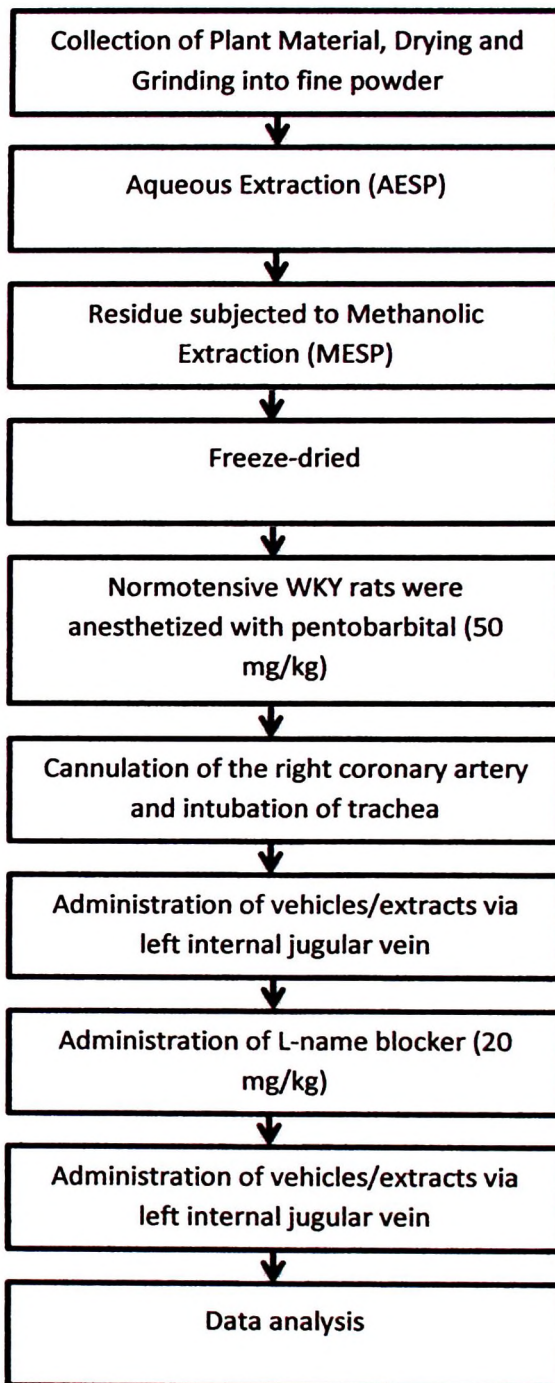 Collection of Plant Material, Drying and
Grinding into fine powder
Aqueous Extraction (AESP)
Residue subjected to Methanolic
Extraction (MESP)
Freeze-dried
Normotensive WKY rats were
anesthetized with pentobarbital (50
mg/kg)
Cannulation of the right coronary artery
and intubation of trachea
Administration of vehicles/extracts via
left internal jugular vein
Administration of L-name blocker (20
mg/kg)
Administration of vehicles/extracts via
left internal jugular vein
Data analysis